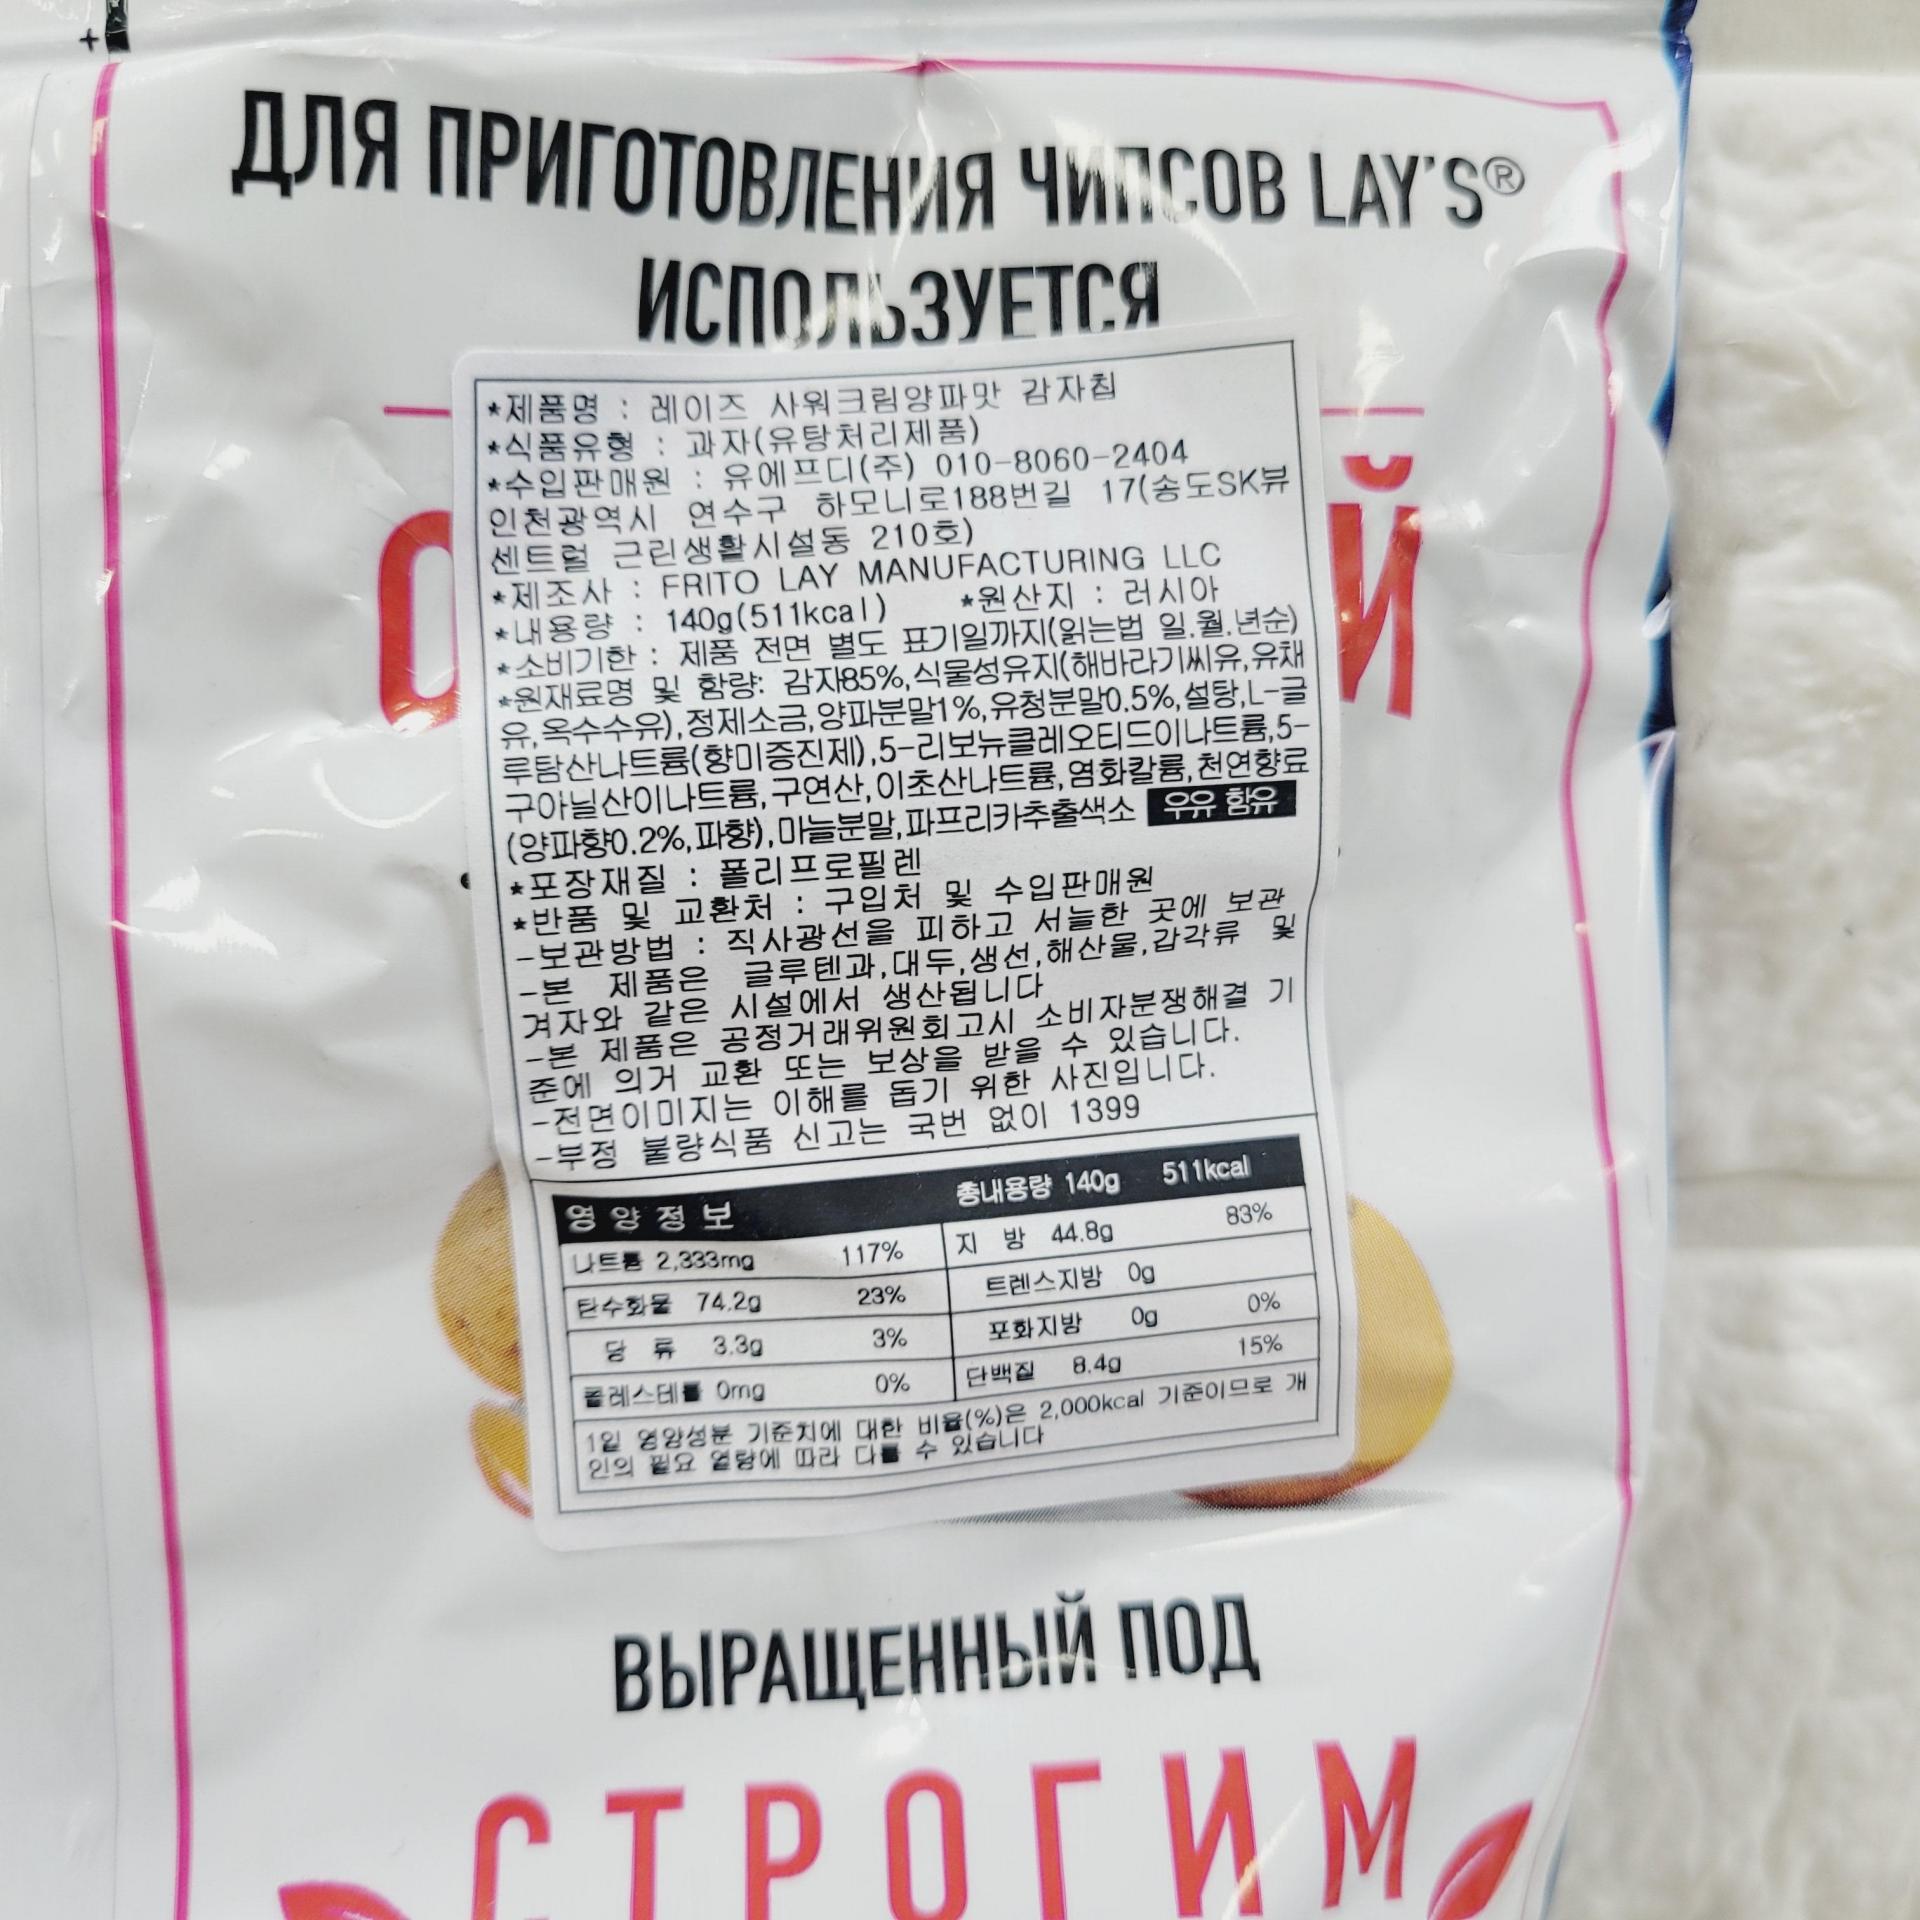 ДЛЯ ПРИГОТОВЛЕНИЯ ЧИПСОВ LAY'S®
ИСПОЛЬЗУЕТСЯ
*제품명 : 레이즈 사워크림양파맛 감자칩
*식품유형 : 과자(유탕처리제품)
*수입판매원 : 유에프디(주) 010-8060-2404
인천광역시 연수구 하모니로188번길 17(송도SK뷰
센트럴 근린생활시설동 210호)
*제조사 : FRITO LAY MANUFACTURING LLC
*내용량 : 140g(511kcal) *원산지 : 러시아
*소비기한 : 제품 전면 별도 표기일까지(읽는법 일.월.년순)
*원재료명 및 함량: 감자85%,식물성유지(해바라기씨유,유채
유,옥수수유),정제소금,양파분말1%,유청분말0.5%,설탕,L-글
루탐산나트륨(향미증진제),5-리보뉴클레오티드이나트륨,5-
구아닐산이나트륨,구연산,이초산나트륨,염화칼륨,천연향료
(양파향0.2%,파향),마늘분말,파프리카추출색소 우유 함유
*포장재질 : 폴리프로필렌
*반품 및 교환처 : 구입처 및 수입판매원
-보관방법 : 직사광선을 피하고 서늘한 곳에 보관
-본 제품은 글루텐과,대두,생선,해산물,갑각류 및
겨자와 같은 시설에서 생산됩니다
-본 제품은 공정거래위원회고시 소비자분쟁해결 기
준에 의거 교환 또는 보상을 받을 수 있습니다.
-전면이미지는 이해를 돕기 위한 사진입니다.
-부정 불량식품 신고는 국번 없이 1399
영양정보 총내용량 140g 511kcal
나트륨 2,333mg 117% 지 방 44.8g 83%
탄수화물 74.2g 23% 트렌스지방 0g
당 류 3.3g 3% 포화지방 0g 0%
콜레스테롤 0mg 0% 단백질 8.4g 15%
1일 영양성분 기준치에 대한 비율(%)은 2,000kcal 기준이므로 개
인의 필요 열량에 따라 다를 수 있습니다
ВЫРАЩЕННЫЙ ПОД
СТРОГИМ